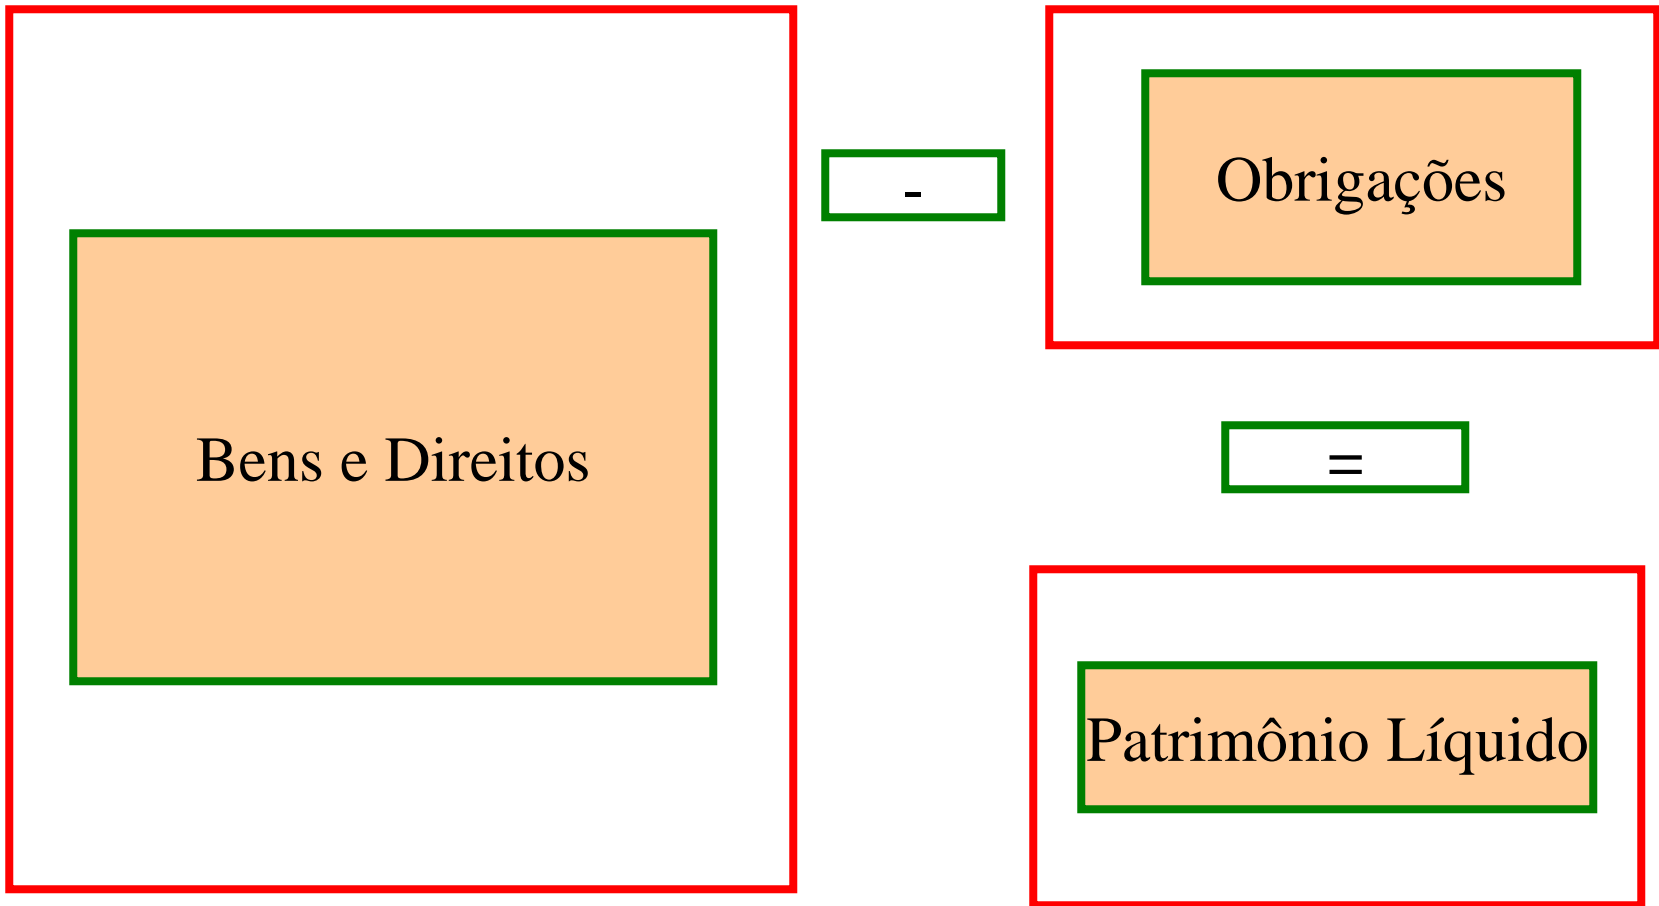 Bens e Direitos
-
Obrigações
=
Patrimônio Líquido